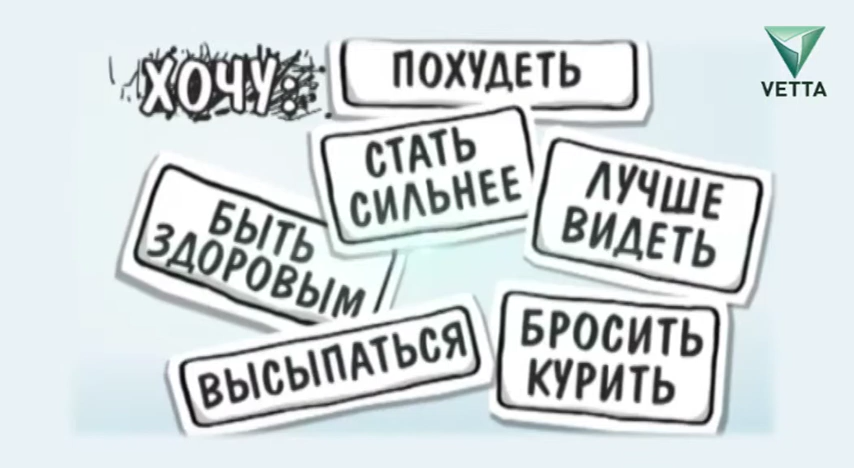 ХОЧУ:
ПОХУДЕТЬ
СТАТЬ
СИЛЬНЕЕ
ЛУЧШЕ
ВИДЕТЬ
БЫТЬ
ЗДОРОВЫМ
ВЫСЫПАТЬСЯ
БРОСИТЬ
КУРИТЬ
VETTA